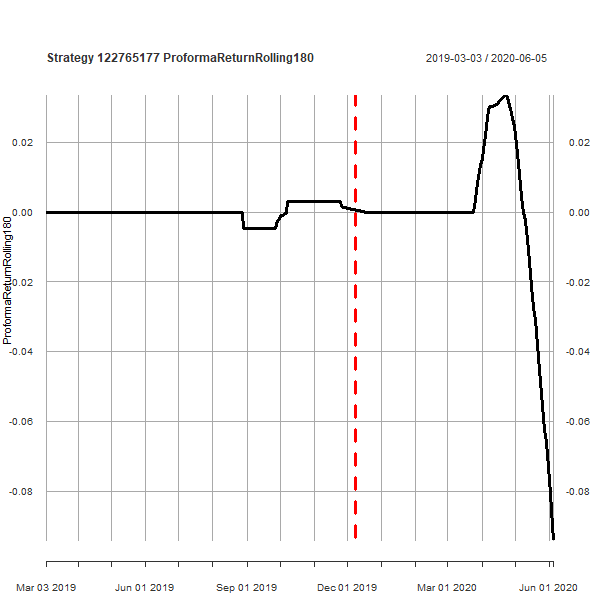 Strategy 122765177 ProformaReturnRolling180
2019-03-03 / 2020-06-05
0.02
0.02
0.00
0.00
-0.02
-0.02
-0.04
-0.04
-0.06
-0.06
-0.08
-0.08
ProformaReturnRolling180
Mar 03 2019
Jun 01 2019
Sep 01 2019
Dec 01 2019
Mar 01 2020
Jun 01 2020